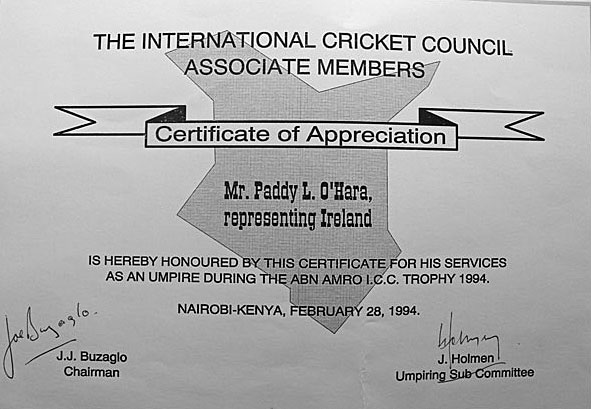 THE INTERNATIONAL CRICKET COUNCIL
ASSOCIATE MEMBERS
Certificate of Appreciation
Mr. Paddy L. O'Hara,
representing Ireland
IS HEREBY HONOURED BY THIS CERTIFICATE FOR HIS SERVICES
AS AN UMPIRE DURING THE ABN AMRO I.C.C. TROPHY 1994.
NAIROBI-KENYA, FEBRUARY 28, 1994.
Joe Buzaglo.
J.J. Buzaglo
Chairman
J. Holmen
Umpiring Sub Committee